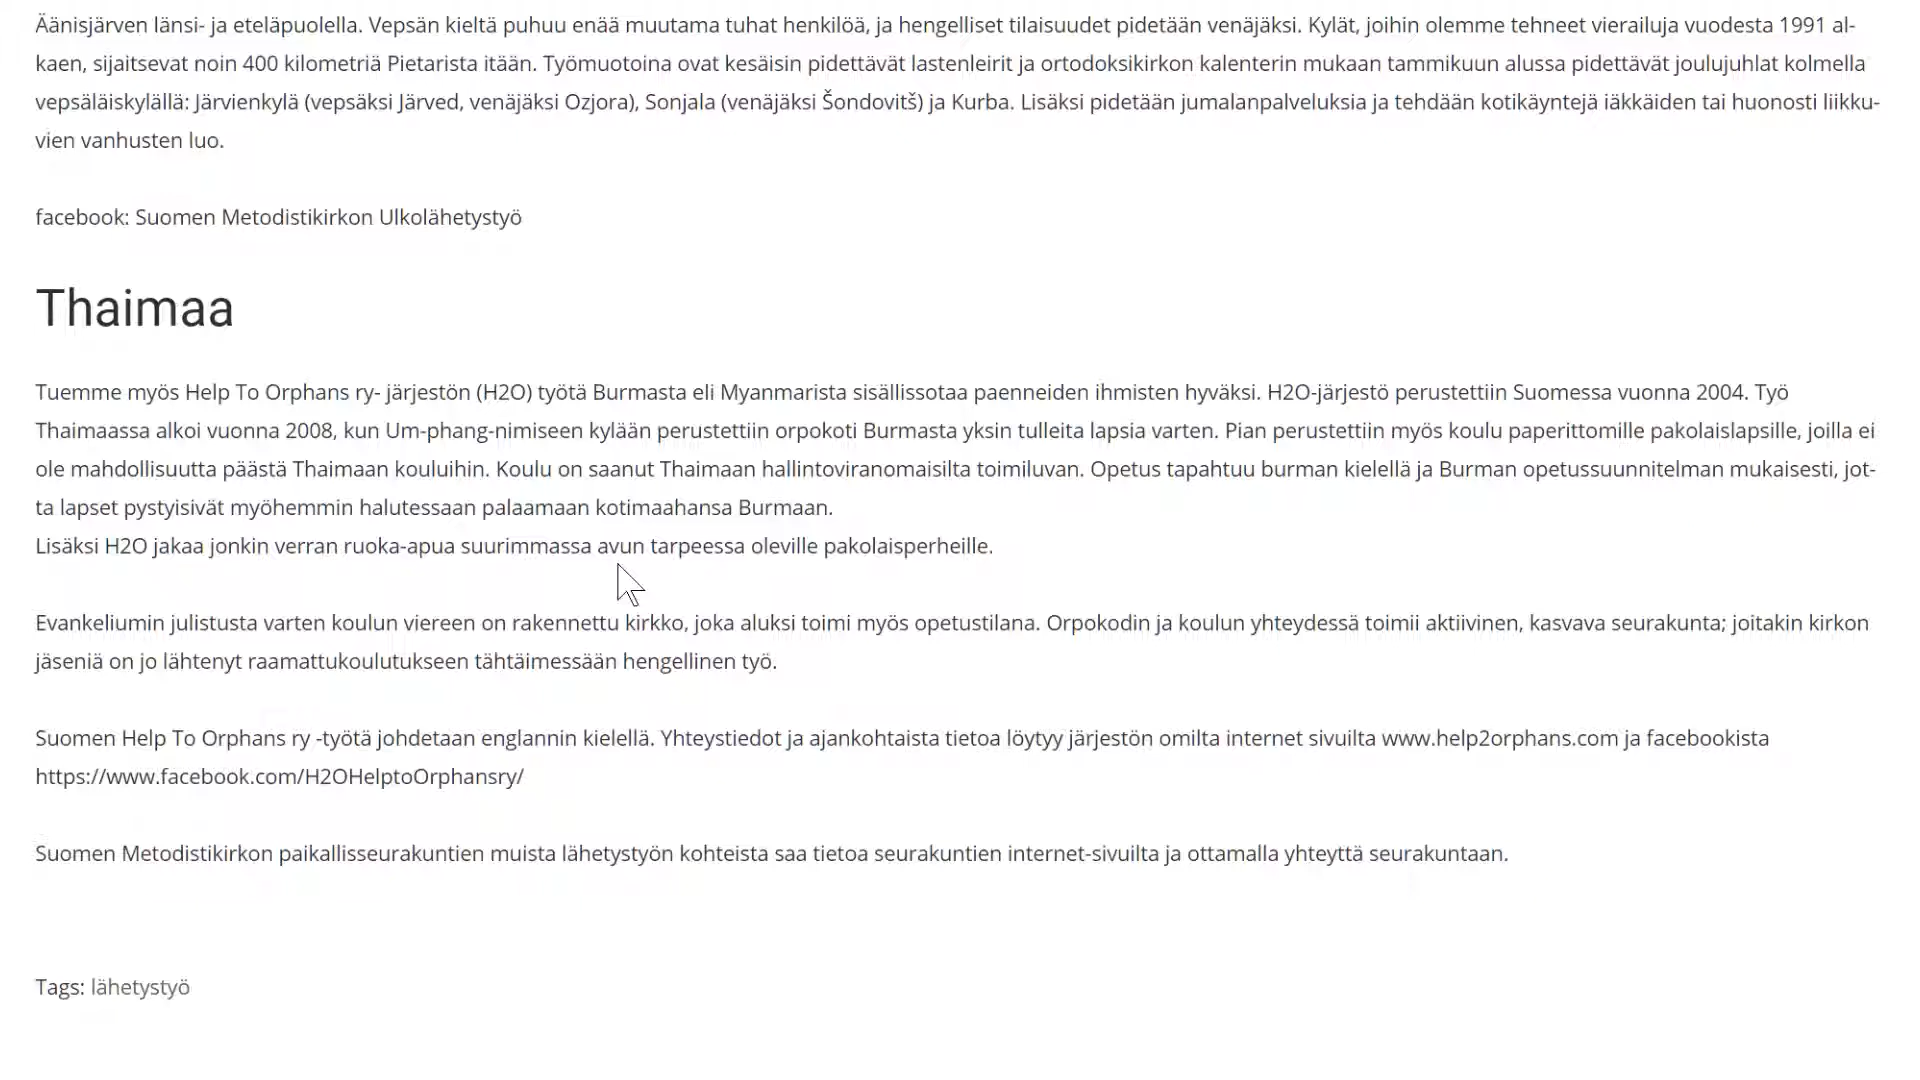 Äänisjärven länsi- ja eteläpuolella. Vepsän kieltä puhuu enää muutama tuhat henkilöä, ja hengelliset tilaisuudet pidetään venäjäksi. Kylät, joihin olemme tehneet vierailuja vuodesta 1991 al-
kaen, sijaitsevat noin 400 kilometriä Pietarista itään. Työmuotoina ovat kesäisin pidettävät lastenleirit ja ortodoksikirkon kalenterin mukaan tammikuun alussa pidettävät joulujuhlat kolmella
vepsäläiskylällä: Järvienkylä (vepsäksi Järved, venäjäksi Ozjora), Sonjala (venäjäksi Šondovitš) ja Kurba. Lisäksi pidetään jumalanpalveluksia ja tehdään kotikäyntejä iäkkäiden tai huonosti liikku-
vien vanhusten luo.
facebook: Suomen Metodistikirkon Ulkolähetystyö
Thaimaa
Tuemme myös Help To Orphans ry- järjestön (H2O) työtä Burmasta eli Myanmarista sisällissotaa paenneiden ihmisten hyväksi. H2O-järjestö perustettiin Suomessa vuonna 2004. Työ
Thaimaassa alkoi vuonna 2008, kun Um-phang-nimiseen kylään perustettiin orpokoti Burmasta yksin tulleita lapsia varten. Pian perustettiin myös koulu paperittomille pakolaislapsille, joilla ei
ole mahdollisuutta päästä Thaimaan kouluihin. Koulu on saanut Thaimaan hallintoviranomaisilta toimiluvan. Opetus tapahtuu burman kielellä ja Burman opetussuunnitelman mukaisesti, jot-
ta lapset pystyisivät myöhemmin halutessaan palaamaan kotimaahansa Burmaan.
Lisäksi H2O jakaa jonkin verran ruoka-apua suurimmassa avun tarpeessa oleville pakolaisperheille.
Evankeliumin julistusta varten koulun viereen on rakennettu kirkko, joka aluksi toimi myös opetustilana. Orpokodin ja koulun yhteydessä toimii aktiivinen, kasvava seurakunta; joitakin kirkon
jäseniä on jo lähtenyt raamattukoulutukseen tähtäimessään hengellinen työ.
Suomen Help To Orphans ry -työtä johdetaan englannin kielellä. Yhteystiedot ja ajankohtaista tietoa löytyy järjestön omilta internet sivuilta www.help2orphans.com ja facebookista
https://www.facebook.com/H2OHelptoOrphansry/
Suomen Metodistikirkon paikallisseurakuntien muista lähetystyön kohteista saa tietoa seurakuntien internet-sivuilta ja ottamalla yhteyttä seurakuntaan.
Tags: lähetystyö